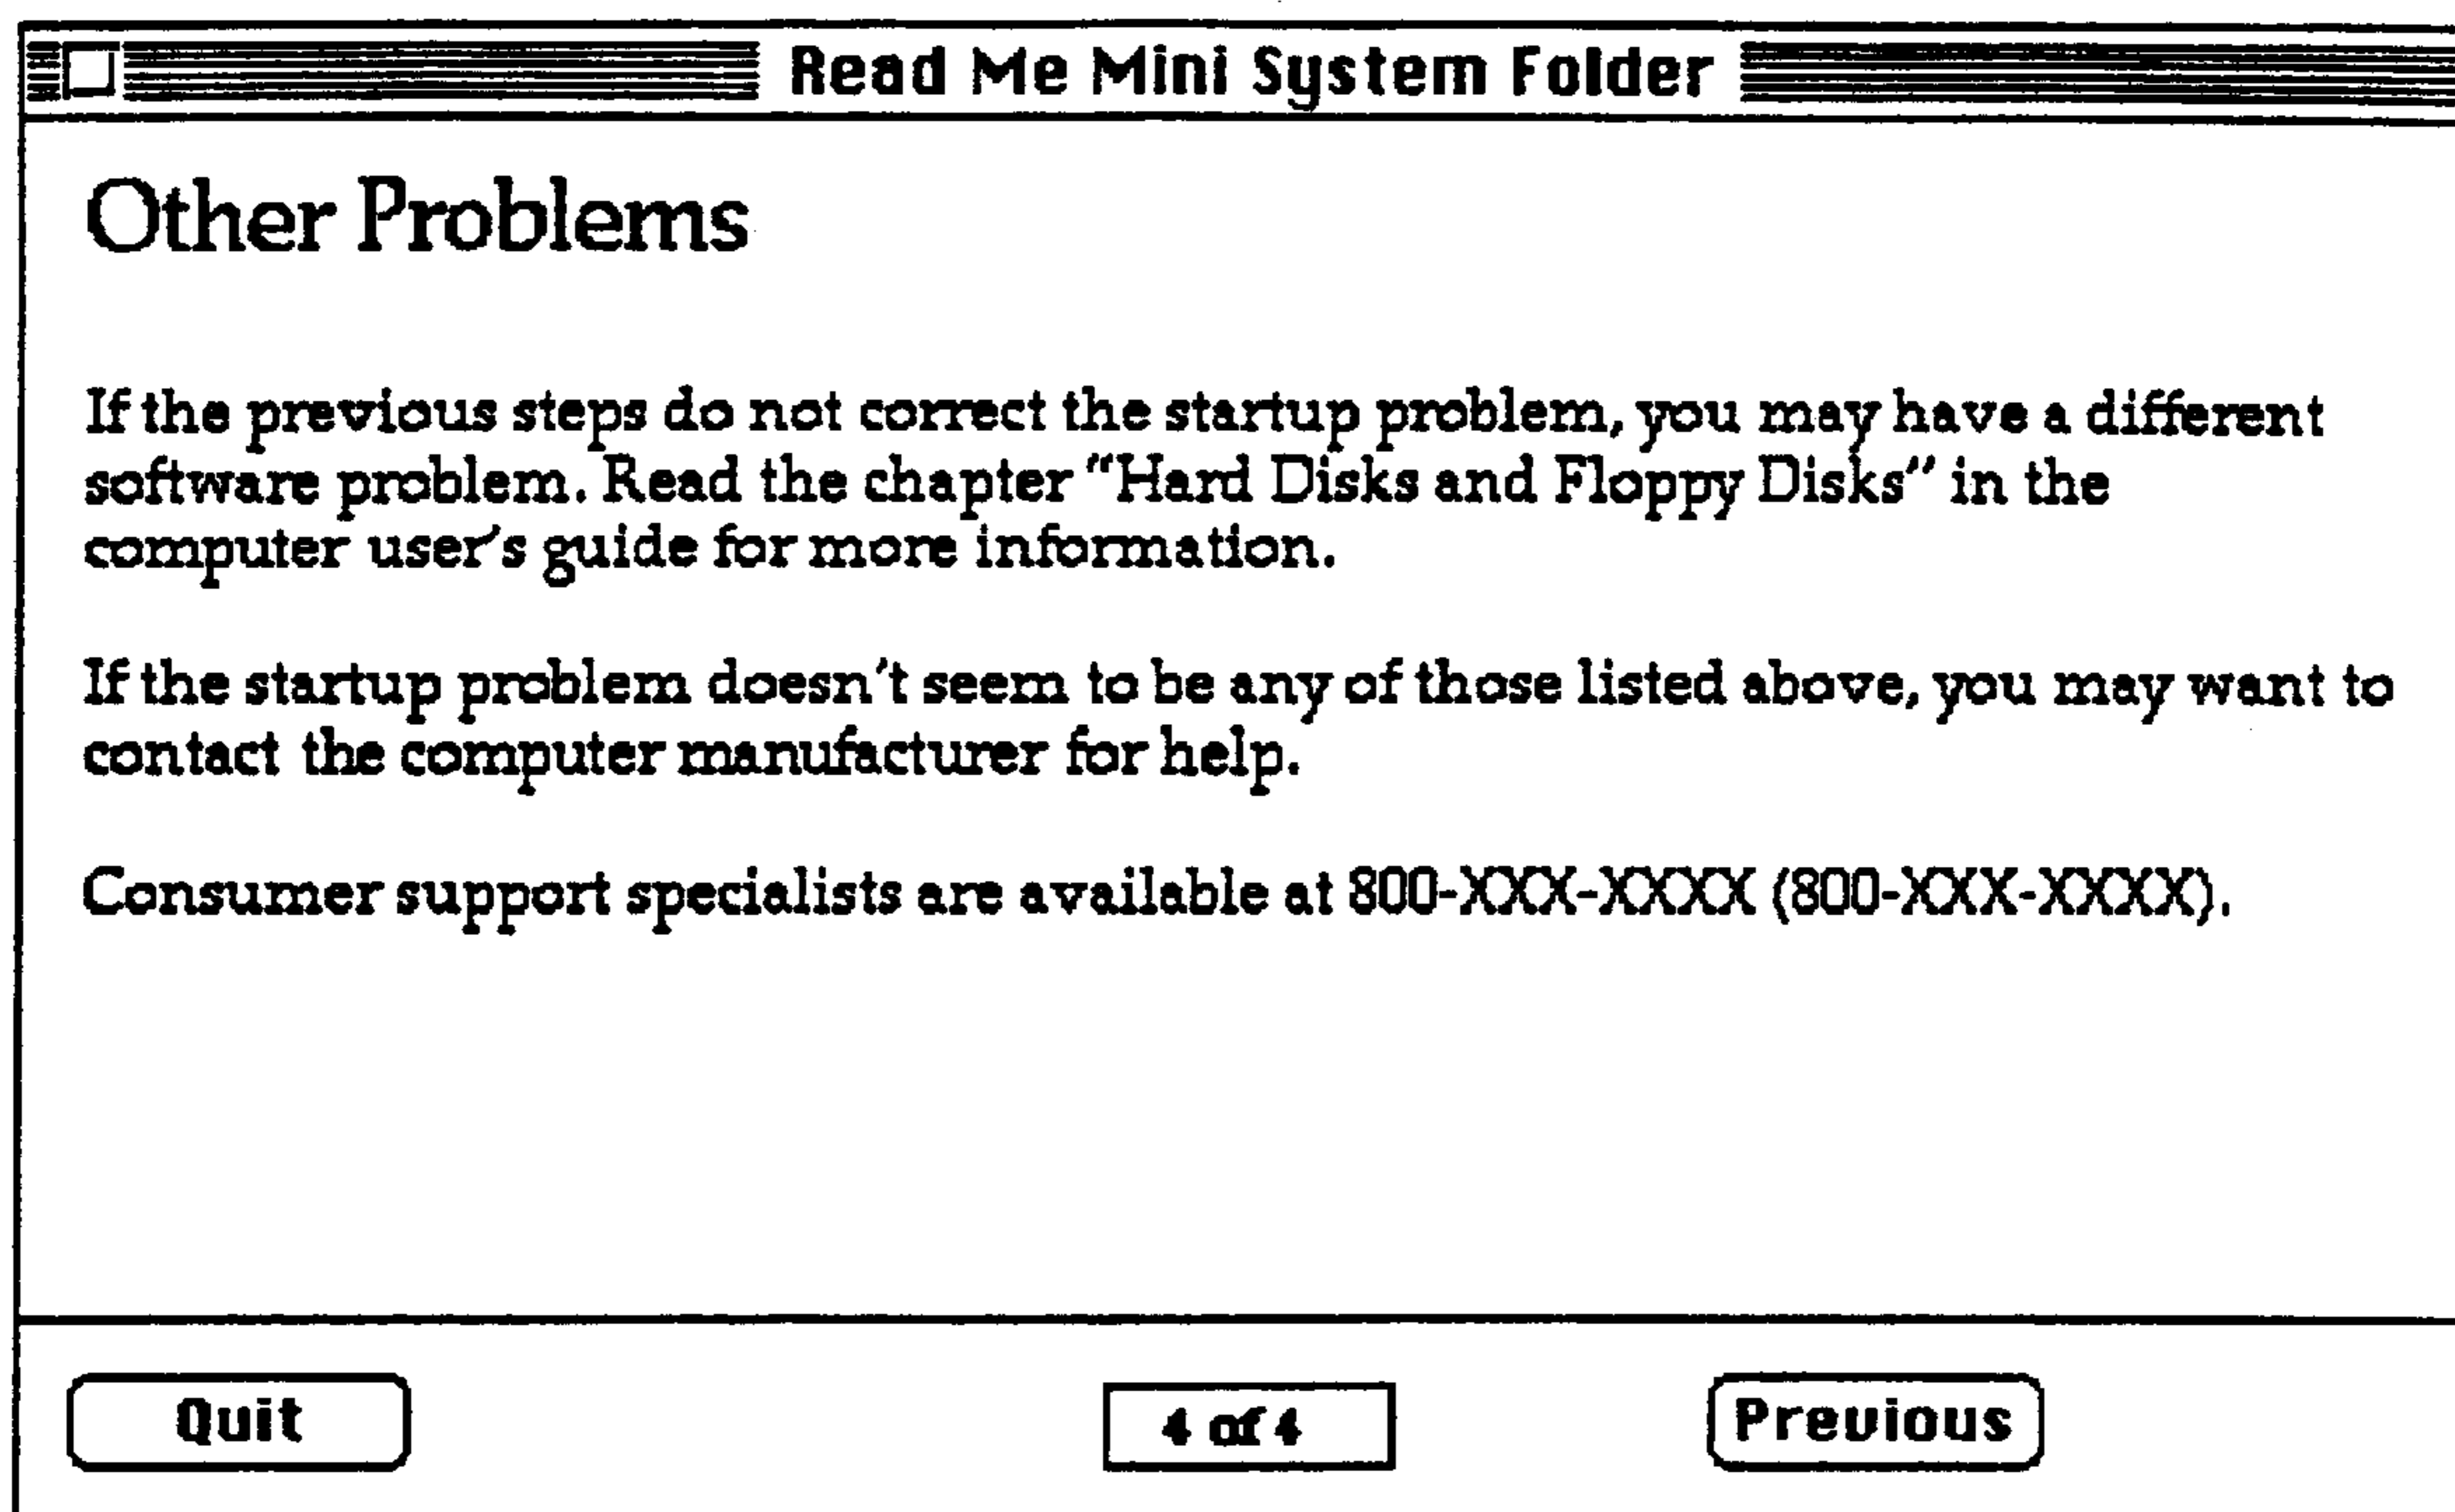 Read Me Mini System Folder
Other Problems
If the previous steps do not correct the startup problem, you may have a different
software problem. Read the chapter "Hard Disks and Floppy Disks" in the
computer user's guide for more information.
If the startup problem doesn't seem to be any of those listed above, you may want to
contact the computer manufacturer for help.
Consumer support specialists are available at 800-XXX-XXXX (800-XXX-XXXX).
Quit
4 of 4
Previous